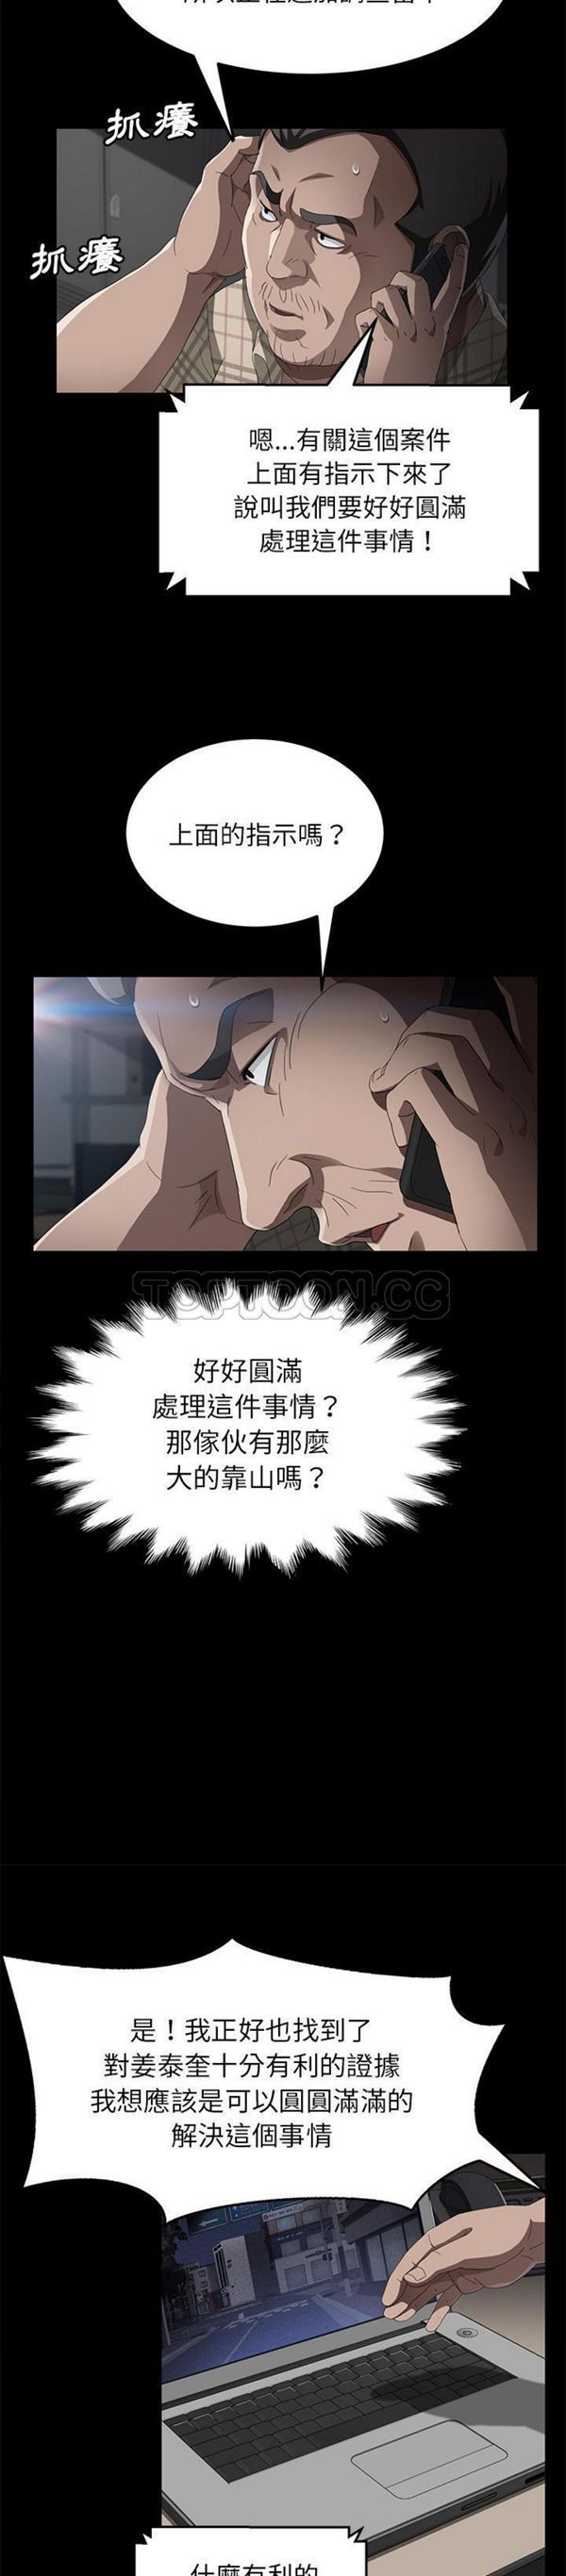 抓癢
抓癢
嗯...有關這個案件
上面有指示下來了
說叫我們要好好圓滿
處理這件事情！
上面的指示嗎？
TOPTOON.CC
好好圓滿
處理這件事情？
那傢伙有那麼
大的靠山嗎？
是！我正好也找到了
對姜泰奎十分有利的證據
我想應該是可以圓圓滿滿的
解決這個事情
什麼有利的